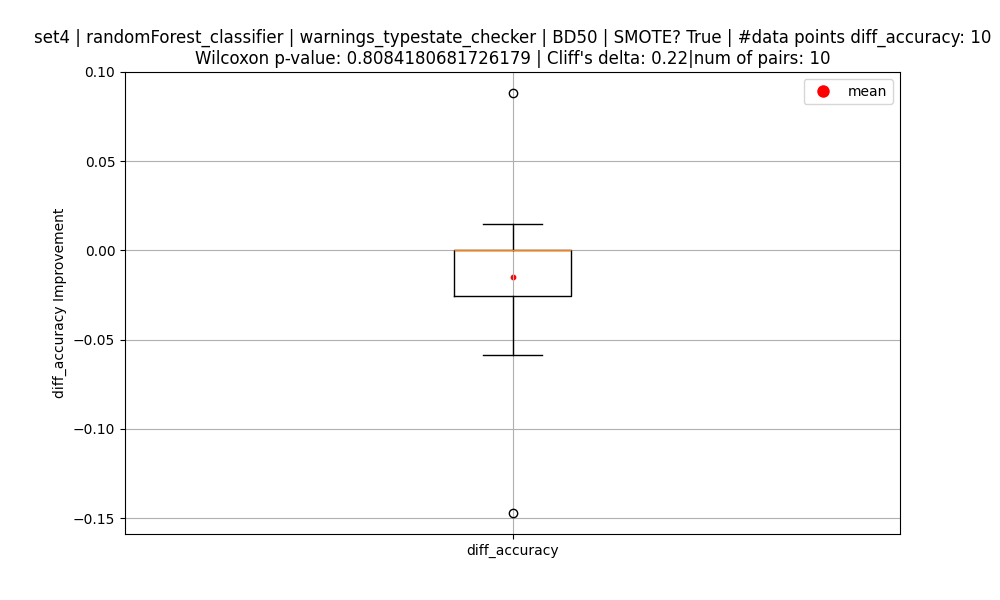 set4 | randomForest_classifier | warnings_typestate_checker | BD50 | SMOTE? True | #data points diff_accuracy: 10
Wilcoxon p-value: 0.8084180681726179 | Cliff's delta: 0.22|num of pairs: 10
mean
0.10
0.05
0.00
−0.05
−0.10
−0.15
diff_accuracy Improvement
diff_accuracy